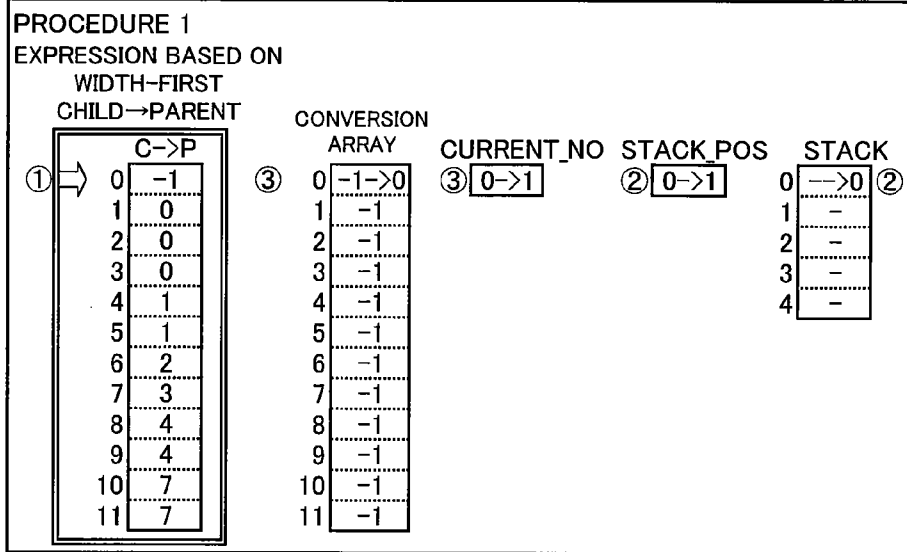 PROCEDURE 1
EXPRESSION BASED ON
WIDTH-FIRST
CHILD→PARENT
CONVERSION
ARRAY
CURRENT_NO STACK_POS STACK
C->P
① 0 -1 ③ 0 -1->0 ③ 0->1 ② 0->1 0 -->0 ②
1 0 1 -1 1 -
2 0 2 -1 2 -
3 0 3 -1 3 -
4 1 4 -1 4 -
5 1 5 -1
6 2 6 -1
7 3 7 -1
8 4 8 -1
9 4 9 -1
10 7 10 -1
11 7 11 -1